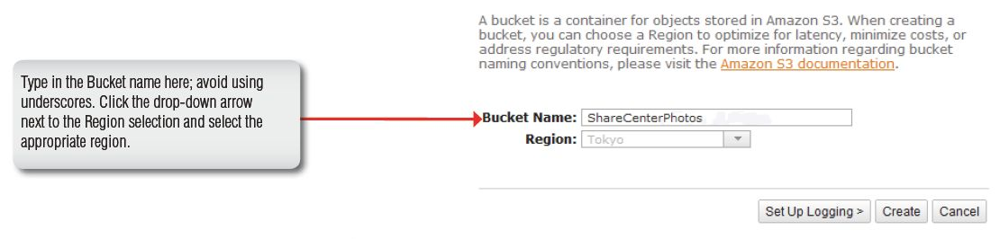 A bucket is a container for objects stored in Amazon S3. When creating a
bucket, you can choose a Region to optimize for latency, minimize costs, or
address regulatory requirements. For more information regarding bucket
naming conventions, please visit the Amazon S3 documentation.
Type in the Bucket name here; avoid using
underscores. Click the drop-down arrow
next to the Region selection and select the
appropriate region.
Bucket Name: ShareCenterPhotos
Region: Tokyo
Set Up Logging > Create Cancel